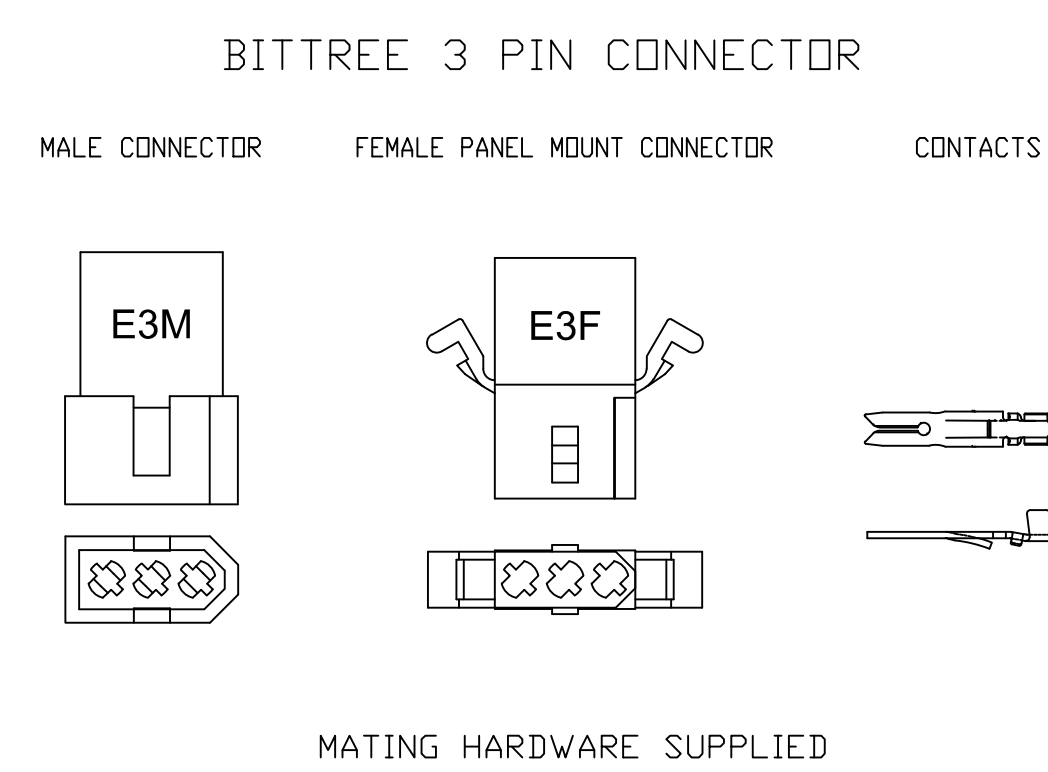 BITTREE 3 PIN CONNECTOR
MALE CONNECTOR
FEMALE PANEL MOUNT CONNECTOR
CONTACTS
E3M
E3F
MATING HARDWARE SUPPLIED